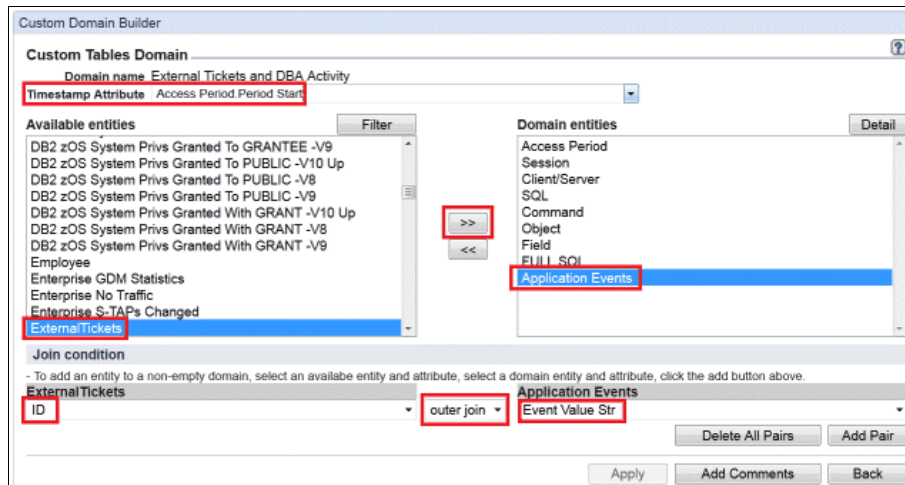 Custom Domain Builder
Custom Tables Domain
?
Domain name External Tickets and DBA Activity
Timestamp Attribute Access Period.Period Start
Available entities
Filter
DB2 zOS System Privs Granted To GRANTEE -V9
DB2 zOS System Privs Granted To PUBLIC -V10 Up
DB2 zOS System Privs Granted To PUBLIC -V8
DB2 zOS System Privs Granted To PUBLIC -V9
DB2 zOS System Privs Granted With GRANT -V10 Up
DB2 zOS System Privs Granted With GRANT -V8
DB2 zOS System Privs Granted With GRANT -V9
Employee
Enterprise GDM Statistics
Enterprise No Traffic
Enterprise S-TAPs Changed
ExternalTickets
>>
<<
Domain entities
Detail
Access Period
Session
Client/Server
SQL
Command
Object
Field
FULL SQL
Application Events
Join condition
- To add an entity to a non-empty domain, select an availabe entity and attribute, select a domain entity and attribute, click the add button above.
ExternalTickets
Application Events
ID
outer join
Event Value Str
Delete All Pairs
Add Pair
Apply
Add Comments
Back